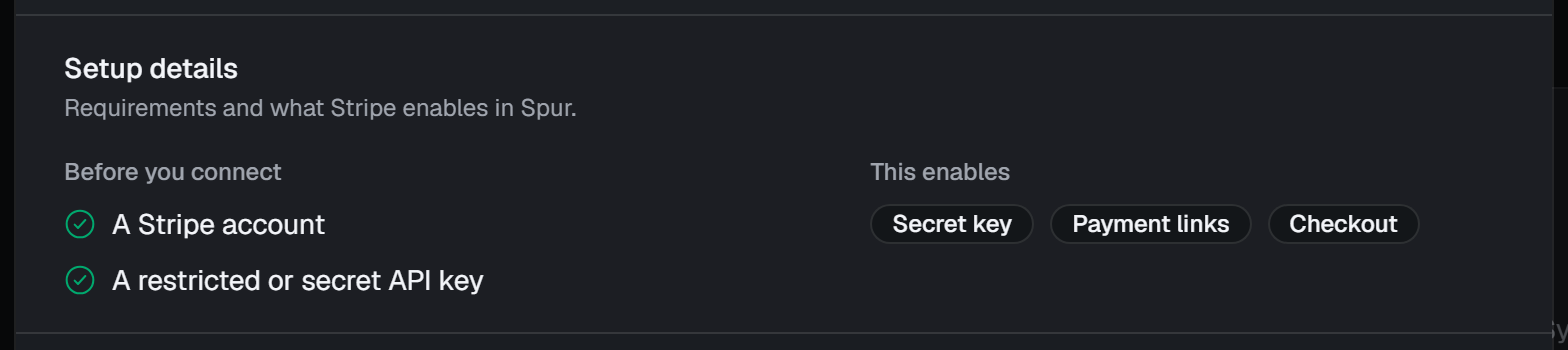 Setup details
Requirements and what Stripe enables in Spur.
Before you connect
A Stripe account
A restricted or secret API key
This enables
Secret key
Payment links
Checkout